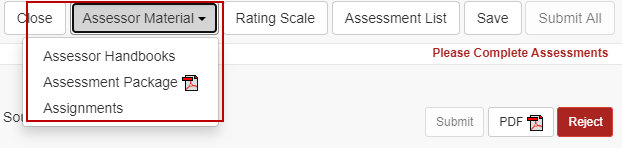 Close Assessor Material Rating Scale Assessment List Save Submit All
Assessor Handbooks
Please Complete Assessments
Assessment Package
Assignments
Submit PDF Reject